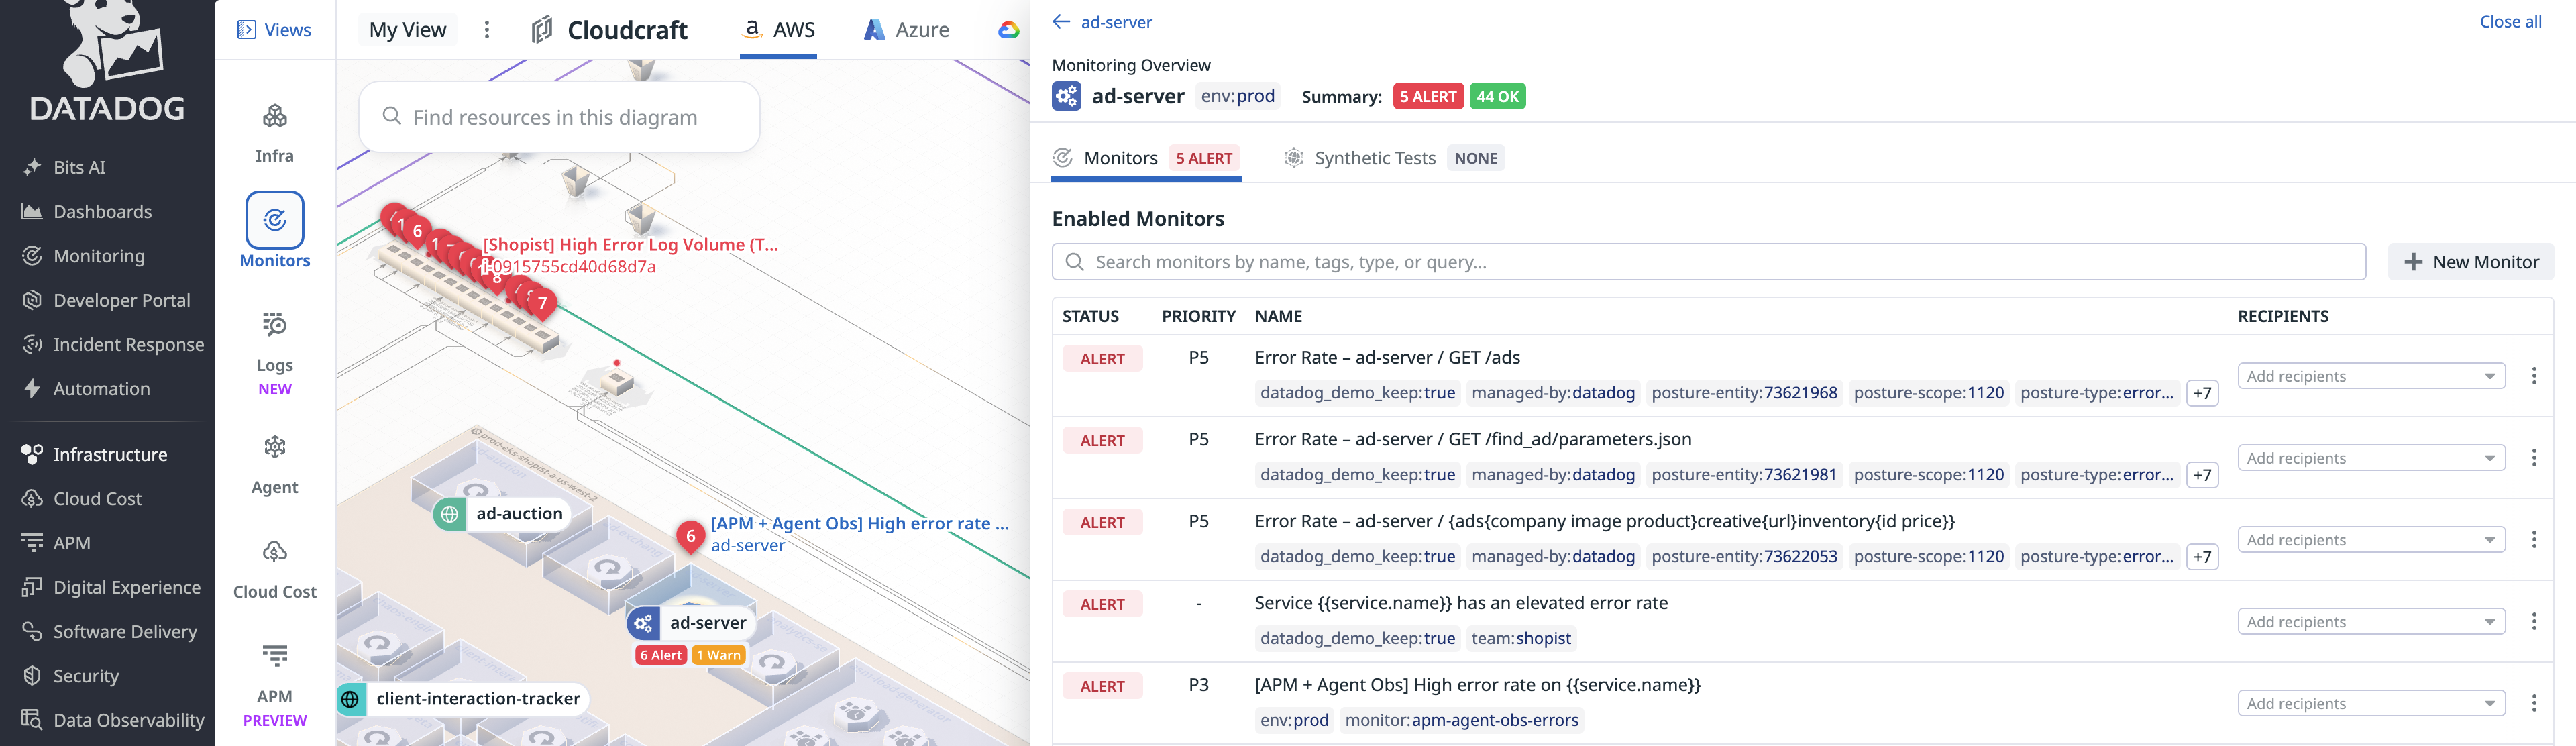 DATADOG
Bits AI
Dashboards
Monitoring
Developer Portal
Incident Response
Automation
Infrastructure
Cloud Cost
APM
Digital Experience
Software Delivery
Security
Data Observability
Views
Infra
Monitors
Logs
NEW
Agent
Cloud Cost
APM
PREVIEW
My View
Cloudcraft
AWS
Azure
Find resources in this diagram
6
7
[Shopist] High Error Log Volume (T...
0915755cd40d68d7a
prod-eks-shopist-a-us-west-2
ad-auction
6
[APM + Agent Obs] High error rate ...
ad-server
ad-server
6 Alert
1 Warn
client-interaction-tracker
ad-server
Close all
Monitoring Overview
ad-server env:prod Summary: 5 ALERT 44 OK
Monitors 5 ALERT Synthetic Tests NONE
Enabled Monitors
Search monitors by name, tags, type, or query...
New Monitor
STATUS PRIORITY NAME RECIPIENTS
ALERT P5 Error Rate – ad-server / GET /ads
datadog_demo_keep:true managed-by:datadog posture-entity:73621968 posture-scope:1120 posture-type:error... +7
Add recipients
ALERT P5 Error Rate – ad-server / GET /find_ad/parameters.json
datadog_demo_keep:true managed-by:datadog posture-entity:73621981 posture-scope:1120 posture-type:error... +7
Add recipients
ALERT P5 Error Rate – ad-server / {ads{company image product}creative{url}inventory{id price}}
datadog_demo_keep:true managed-by:datadog posture-entity:73622053 posture-scope:1120 posture-type:error... +7
Add recipients
ALERT - Service {{service.name}} has an elevated error rate
datadog_demo_keep:true team:shopist
Add recipients
ALERT P3 [APM + Agent Obs] High error rate on {{service.name}}
env:prod monitor:apm-agent-obs-errors
Add recipients